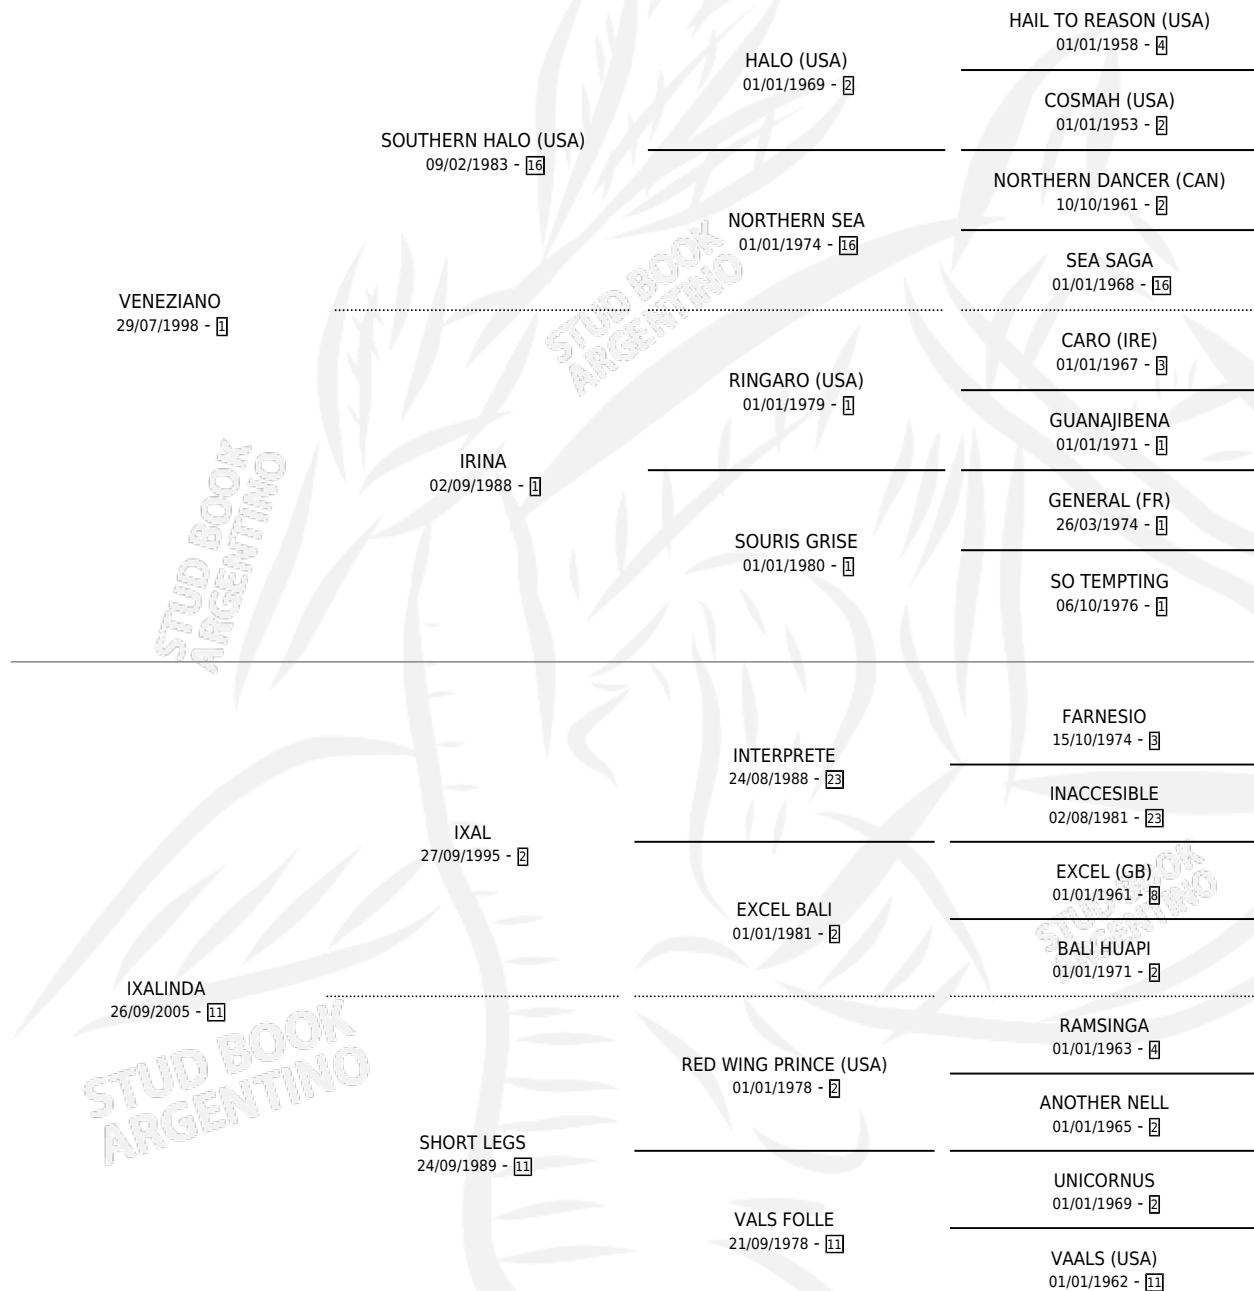 HAIL TO REASON (USA)
01/01/1958 - 4
HALO (USA)
01/01/1969 - 2
COSMAH (USA)
01/01/1953 - 2
SOUTHERN HALO (USA)
09/02/1983 - 16
NORTHERN DANCER (CAN)
10/10/1961 - 2
NORTHERN SEA
01/01/1974 - 16
SEA SAGA
01/01/1968 - 16
VENEZIANO
29/07/1998 - 1
CARO (IRE)
01/01/1967 - 3
RINGARO (USA)
01/01/1979 - 1
GUANAJIBENA
01/01/1971 - 1
IRINA
02/09/1988 - 1
GENERAL (FR)
26/03/1974 - 1
SOURIS GRISE
01/01/1980 - 1
SO TEMPTING
06/10/1976 - 1
FARNESIO
15/10/1974 - 3
INTERPRETE
24/08/1988 - 23
INACCESIBLE
02/08/1981 - 23
IXAL
27/09/1995 - 2
EXCEL (GB)
01/01/1961 - 8
EXCEL BALI
01/01/1981 - 2
BALI HUAPI
01/01/1971 - 2
IXALINDA
26/09/2005 - 11
RAMSINGA
01/01/1963 - 4
RED WING PRINCE (USA)
01/01/1978 - 2
ANOTHER NELL
01/01/1965 - 2
SHORT LEGS
24/09/1989 - 11
UNICORNUS
01/01/1969 - 2
VALS FOLLE
21/09/1978 - 11
VAALS (USA)
01/01/1962 - 11
STUD BOOK
ARGENTINO
STUD BOOK
ARGENTINO
STUD BOOK
ARGENTINO
STUD BOOK
ARGENTINO